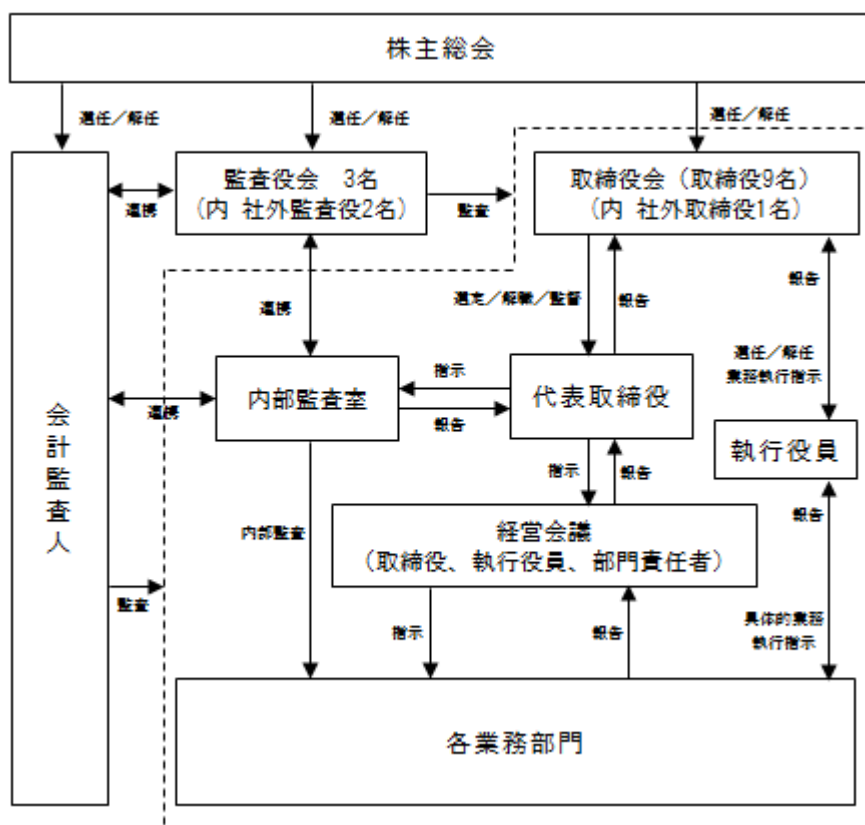 株主総会
選任／解任
選任／解任
選任／解任
監査役会 3名
（内 社外監査役2名）
取締役会（取締役9名）
（内 社外取締役1名）
連携
監査
報告
連携
選定／解職／監督
報告
選任／解任
業務執行指示
指示
内部監査室
代表取締役
連携
報告
執行役員
会計監査人
指示
報告
報告
内部監査
経営会議
（取締役、執行役員、部門責任者）
監査
指示
報告
具体的業務
執行指示
各業務部門